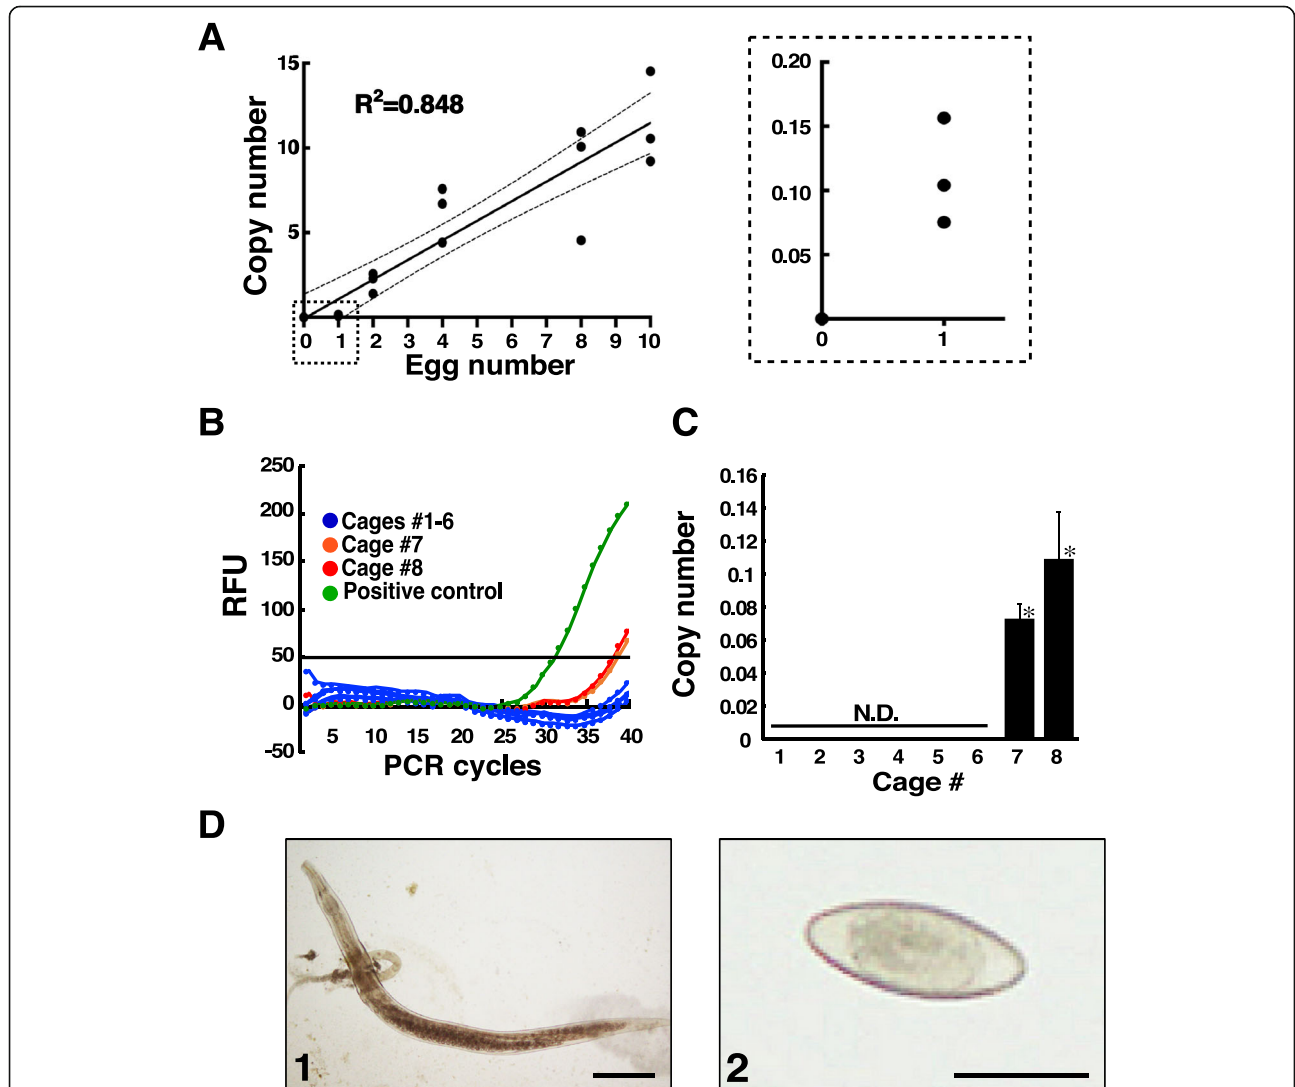 A
15
10
5
Copy number
R²=0.848
0 1 2 3 4 5 6 7 8 9 10
Egg number
0.20
0.15
0.10
0.05
0 1
B
250
200
150
100
50
0
-50
RFU
Cages #1-6
Cage #7
Cage #8
Positive control
5 10 15 20 25 30 35 40
PCR cycles
C
0.16
0.14
0.12
0.1
0.08
0.06
0.04
0.02
0
Copy number
N.D.
*
*
1 2 3 4 5 6 7 8
Cage #
D
1
2